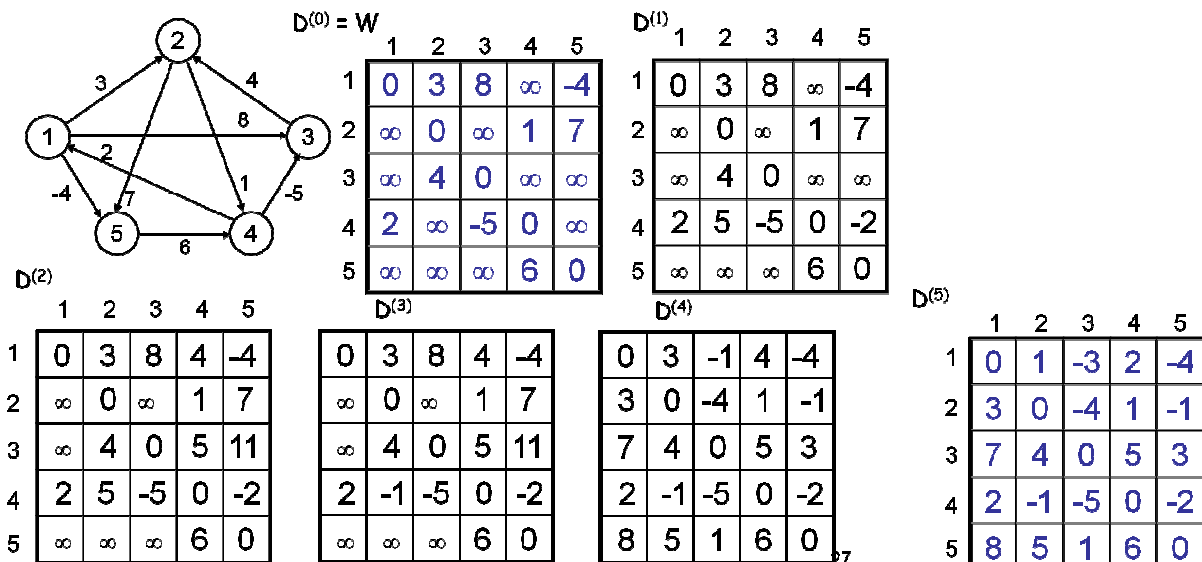 D(0) = W
1 2 3 4 5
1 0 3 8 ∞ -4
2 ∞ 0 ∞ 1 7
3 ∞ 4 0 ∞ ∞
4 2 ∞ -5 0 ∞
5 ∞ ∞ ∞ 6 0
D(1)
1 2 3 4 5
1 0 3 8 ∞ -4
2 ∞ 0 ∞ 1 7
3 ∞ 4 0 ∞ ∞
4 2 5 -5 0 -2
5 ∞ ∞ ∞ 6 0
2
3 4
8
1 3
2
-4 7 1 -5
5 4
6
D(2)
1 2 3 4 5
1 0 3 8 4 -4
2 ∞ 0 ∞ 1 7
3 ∞ 4 0 5 11
4 2 5 -5 0 -2
5 ∞ ∞ ∞ 6 0
D(3)
0 3 8 4 -4
∞ 0 ∞ 1 7
∞ 4 0 5 11
2 -1 -5 0 -2
∞ ∞ ∞ 6 0
D(4)
0 3 -1 4 -4
3 0 -4 1 -1
7 4 0 5 3
2 -1 -5 0 -2
8 5 1 6 0
D(5)
1 2 3 4 5
1 0 1 -3 2 -4
2 3 0 -4 1 -1
3 7 4 0 5 3
4 2 -1 -5 0 -2
5 8 5 1 6 0